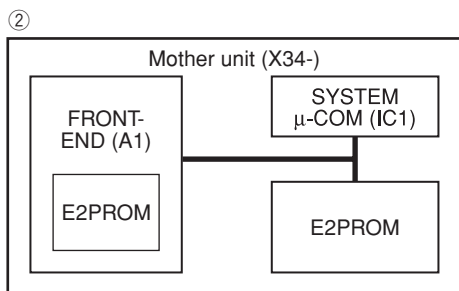 ②
Mother unit (X34-)
FRONT-
END (A1)
E2PROM
SYSTEM
μ-COM (IC1)
E2PROM